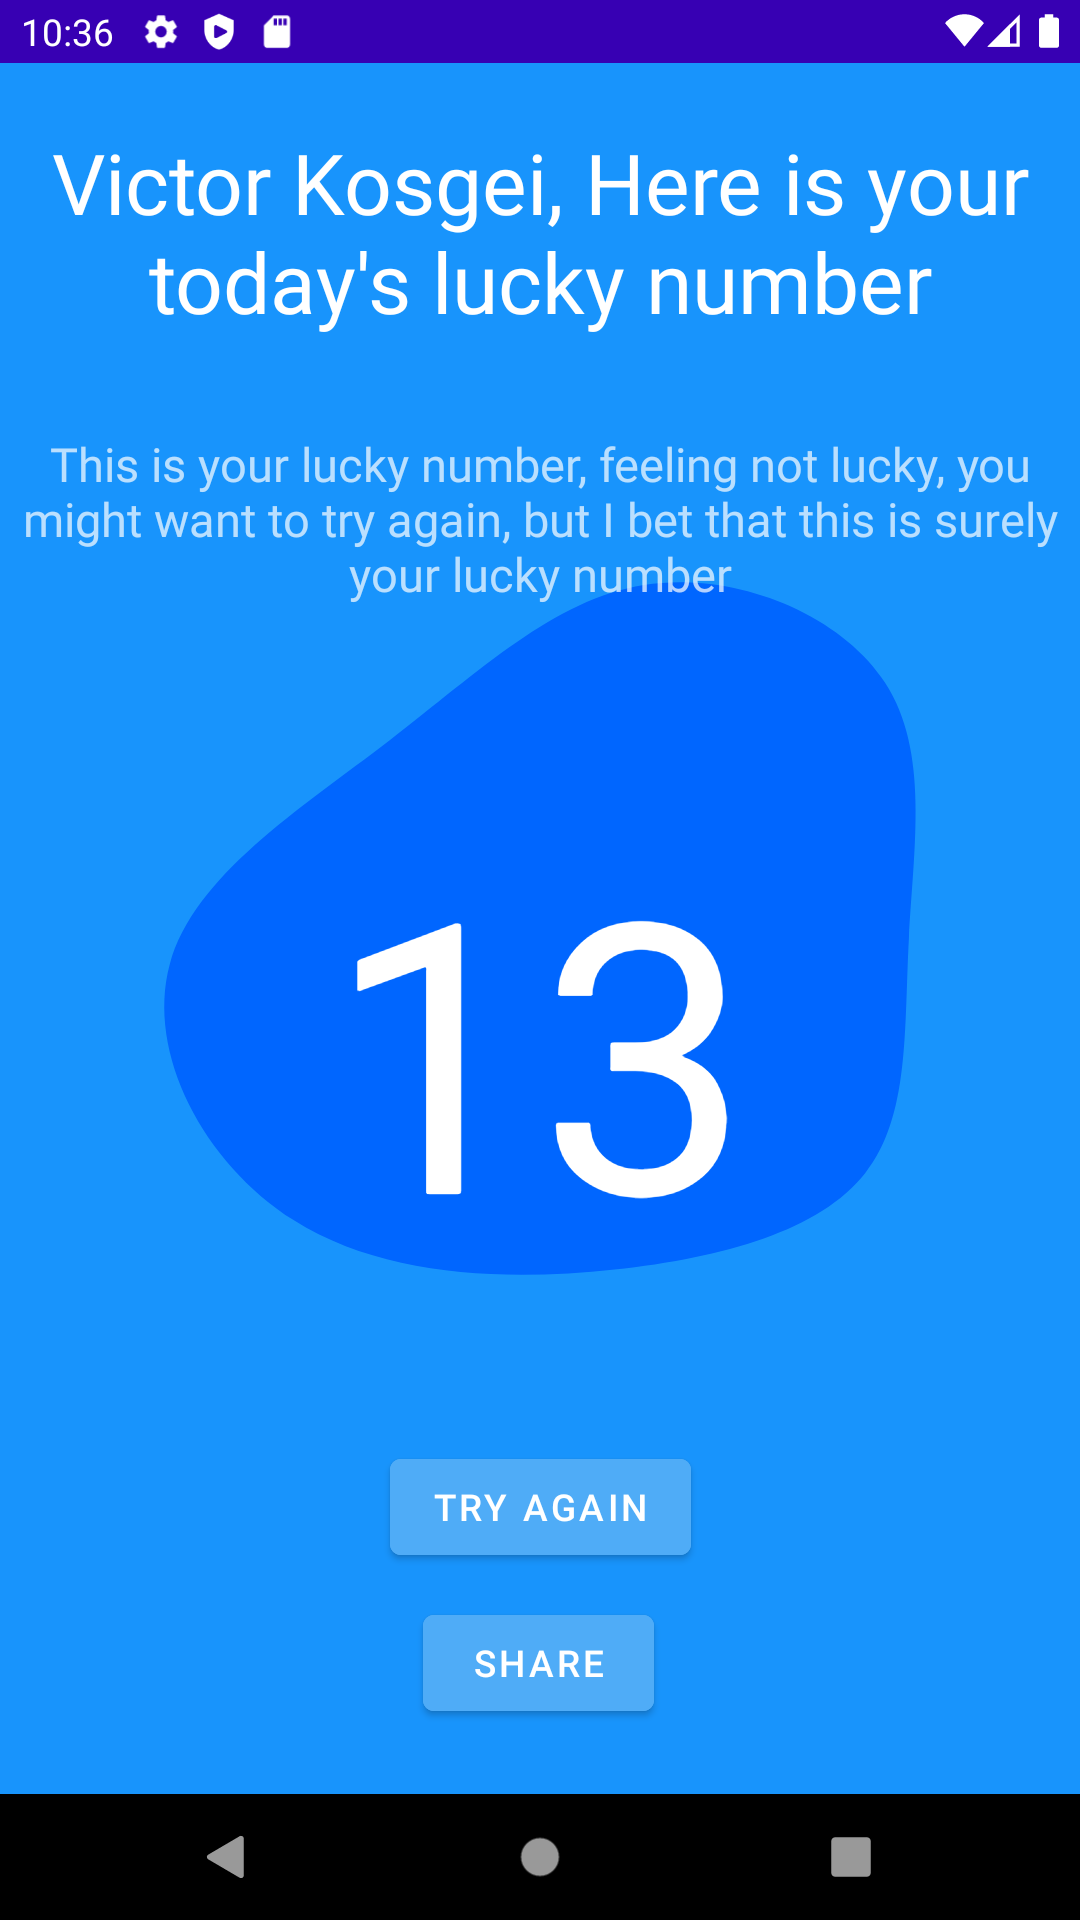 10:36
Victor Kosgei, Here is your
today's lucky number
This is your lucky number, feeling not lucky, you
might want to try again, but I bet that this is surely
your lucky number
13
TRY AGAIN
SHARE